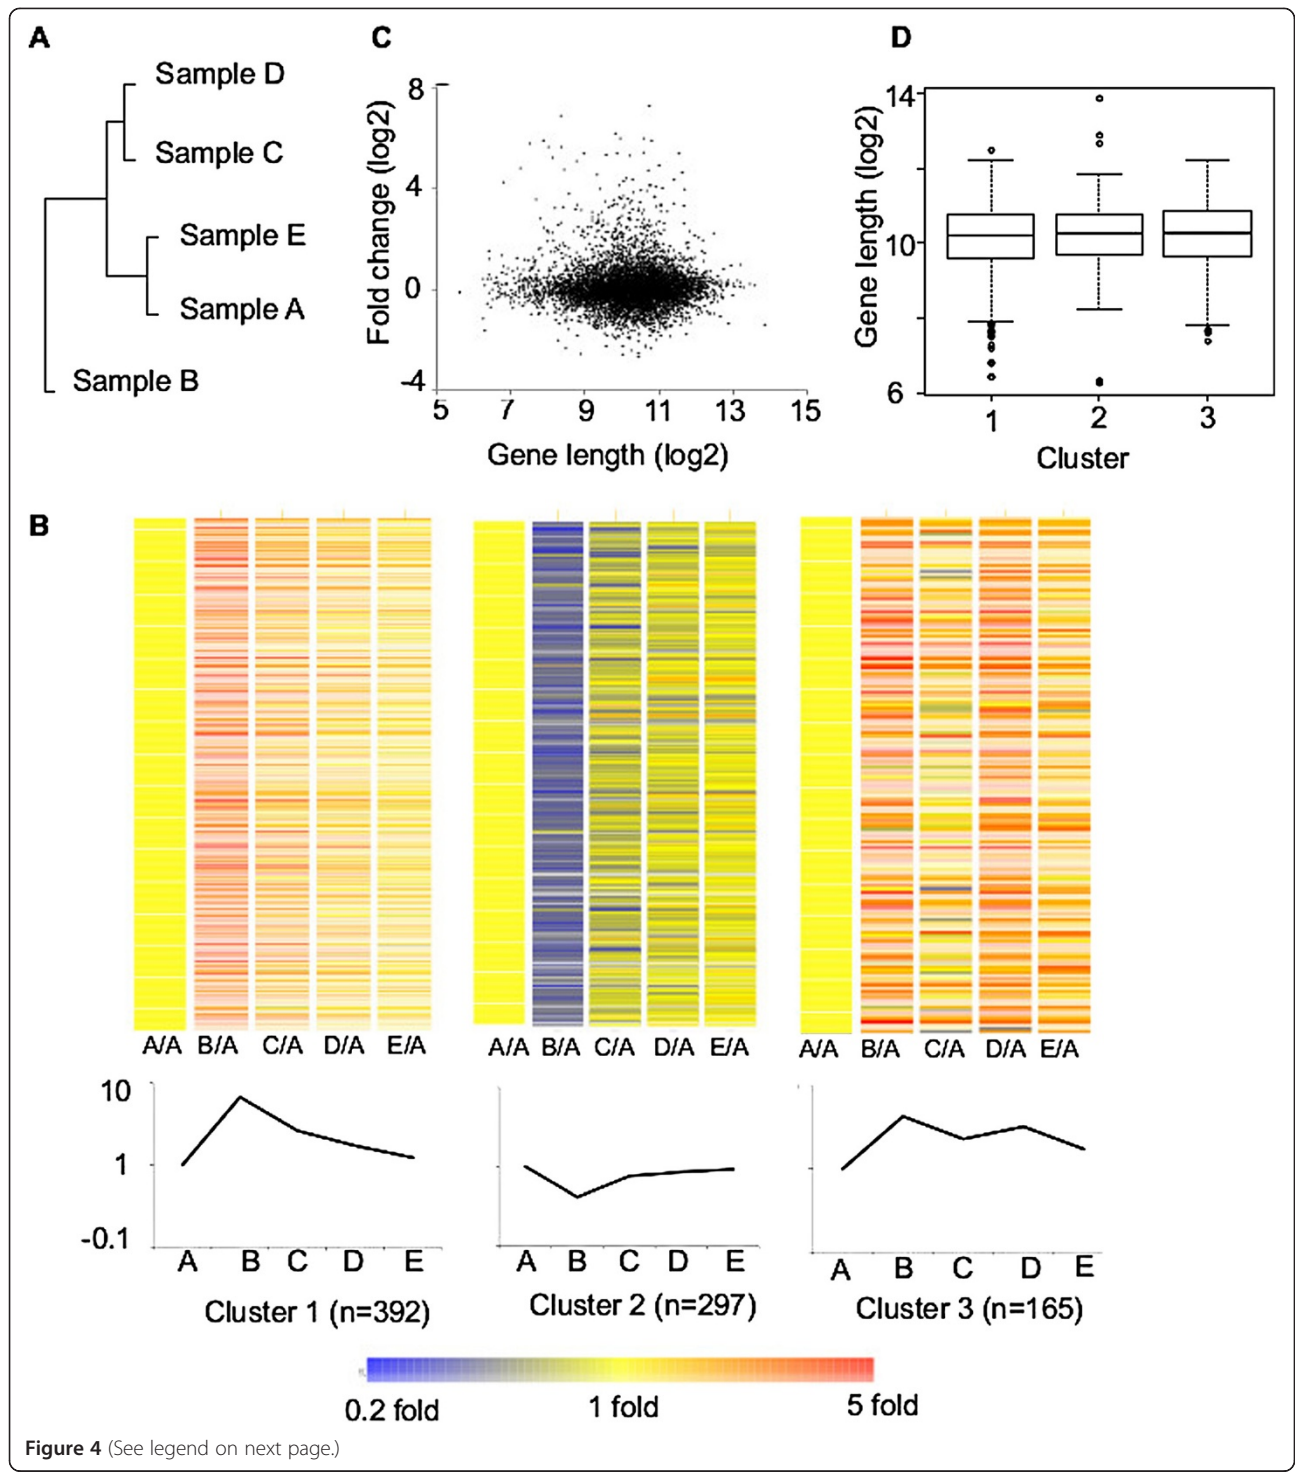 A
Sample D
Sample C
Sample E
Sample A
Sample B
C
Fold change (log2)
8
4
0
-4
5 7 9 11 13 15
Gene length (log2)
D
Gene length (log2)
14
10
6
1 2 3
Cluster
B
A/A B/A C/A D/A E/A
A/A B/A C/A D/A E/A
A/A B/A C/A D/A E/A
10
1
-0.1
A B C D E
A B C D E
A B C D E
Cluster 1 (n=392)
Cluster 2 (n=297)
Cluster 3 (n=165)
0.2 fold 1 fold 5 fold
Figure 4 (See legend on next page.)